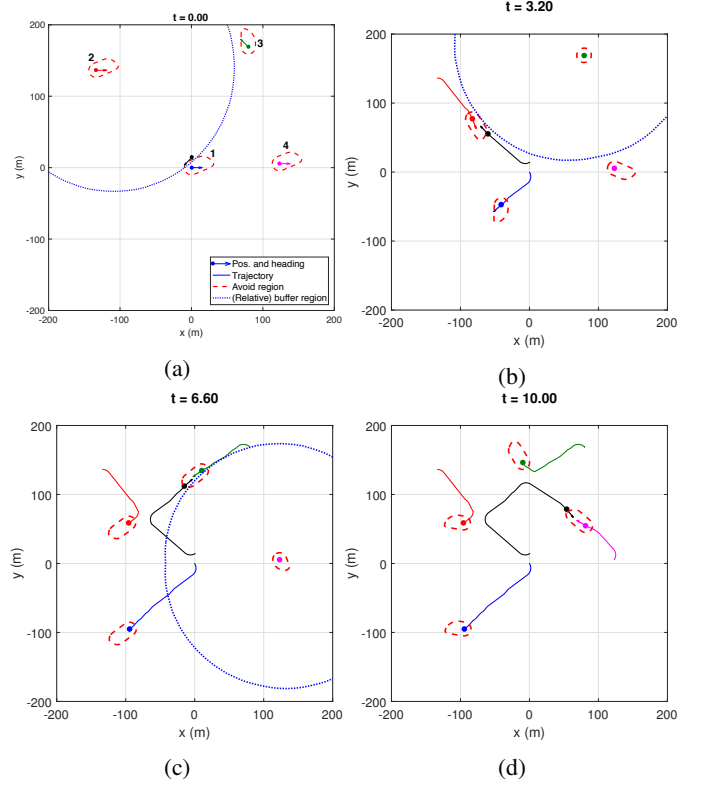 t = 0.00
200
100
0
-100
-200
y (m)
2
3
1
4
Pos. and heading
Trajectory
Avoid region
(Relative) buffer region
-200
-100
0
100
200
x (m)
(a)
t = 3.20
200
100
0
-100
-200
y (m)
-200
-100
0
100
200
x (m)
(b)
t = 6.60
200
100
0
-100
-200
y (m)
-200
-100
0
100
200
x (m)
(c)
t = 10.00
200
100
0
-100
-200
y (m)
-200
-100
0
100
200
x (m)
(d)